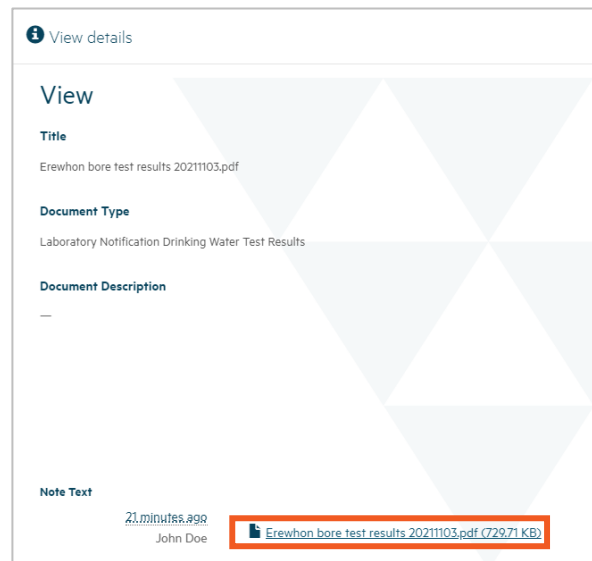 View details
View
Title
Erewhon bore test results 20211103.pdf
Document Type
Laboratory Notification Drinking Water Test Results
Document Description
—
Note Text
21 minutes ago
John Doe
Erewhon bore test results 20211103.pdf (729.71 KB)